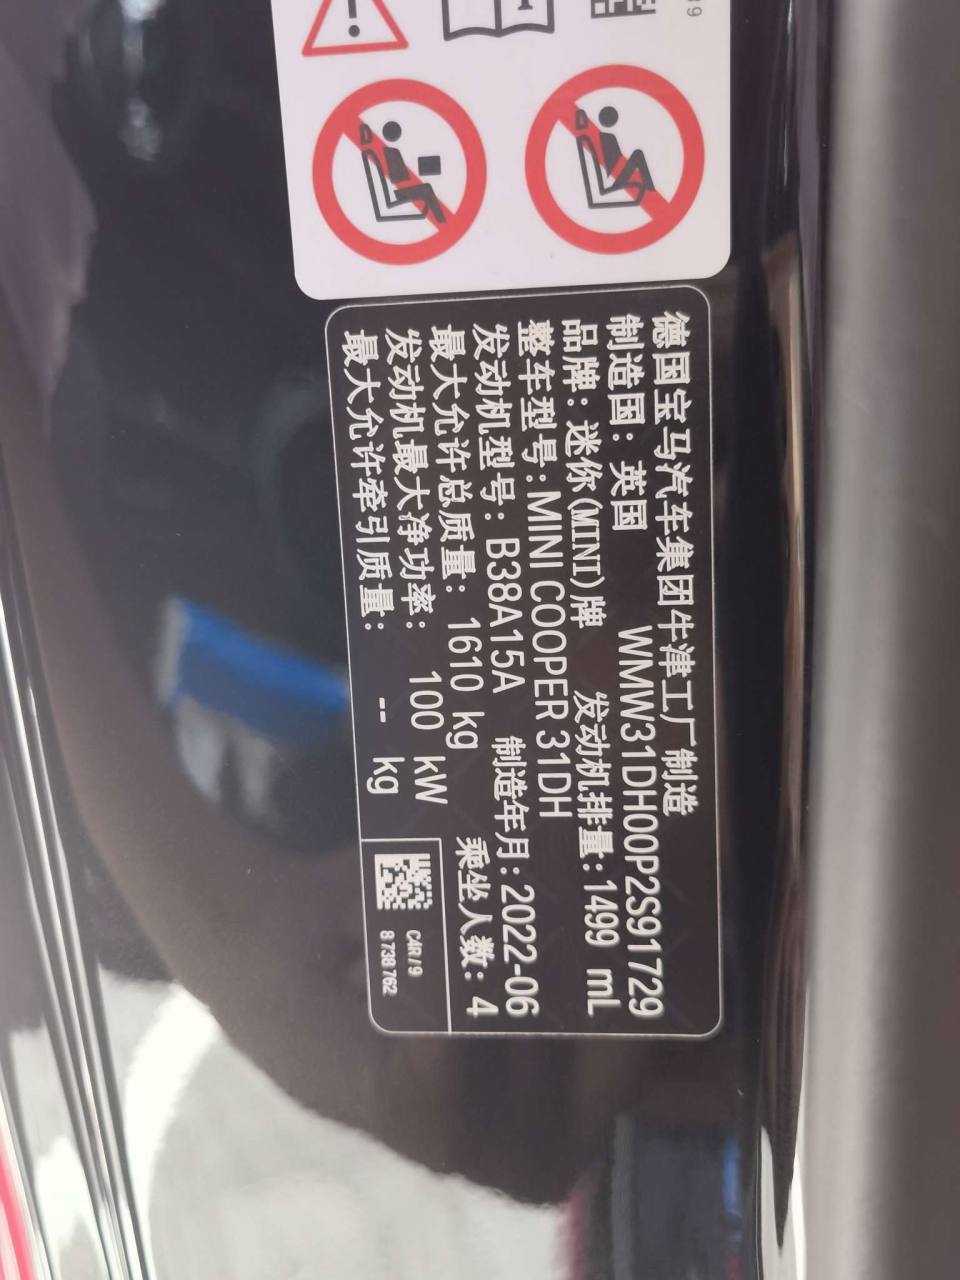 德国宝马汽车集团牛津工厂制造
制造国: 英国 WMW31DH00P2S91729
品牌: 迷你(MINI)牌 发动机排量:1499 mL
整车型号:MINI COOPER 31DH
发动机型号: B38A15A 制造年月:2022-06
最大允许总质量: 1610 kg 乘坐人数: 4
发动机最大净功率: 100 kW
最大允许牵引质量: -- kg
C4R/9
8 738 762